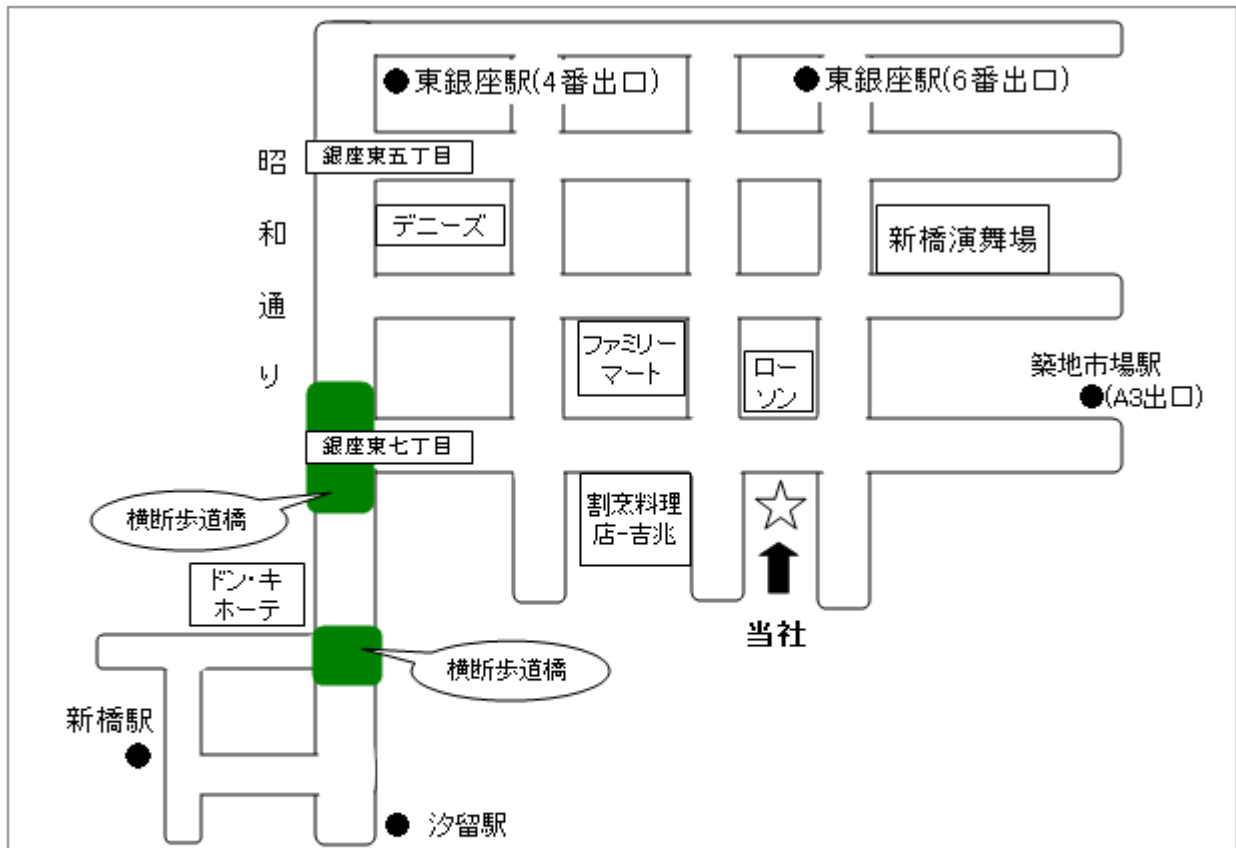 東銀座駅(4番出口)
東銀座駅(6番出口)
昭和通り
銀座東五丁目
デニーズ
新橋演舞場
ファミリー
マート
ロー
ソン
築地市場駅
(A3出口)
銀座東七丁目
横断歩道橋
割烹料理
店-吉兆
ドン・キ
ホーテ
当社
横断歩道橋
新橋駅
汐留駅